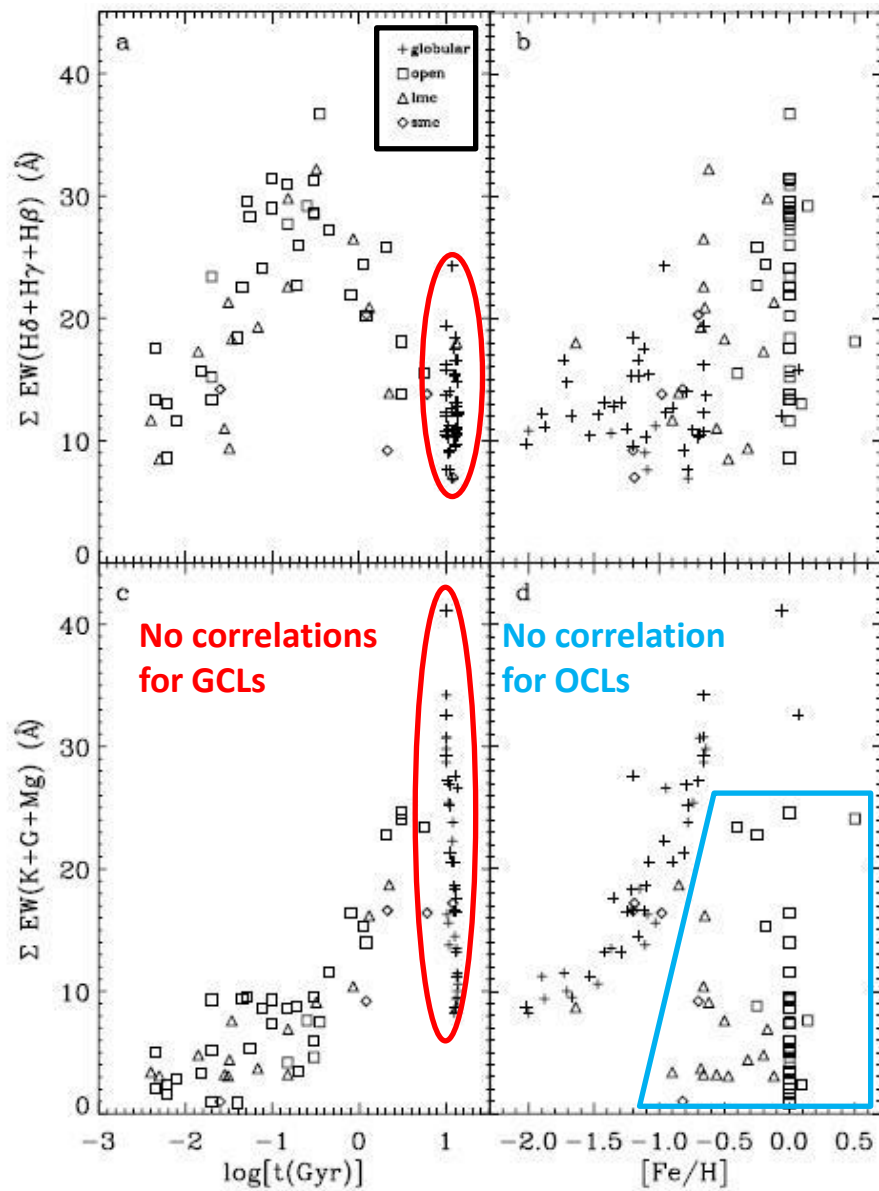 a
+ globular
□ open
△ lmc
◇ smc
b
Σ EW(Hδ+Hγ+Hβ) (Å)
40
30
20
10
0
c
No correlations
for GCLs
d
No correlation
for OCLs
Σ EW(K+G+Mg) (Å)
40
30
20
10
0
-3 -2 -1 0 1
log[t(Gyr)]
-2.0 -1.5 -1.0 -0.5 0.0 0.5
[Fe/H]